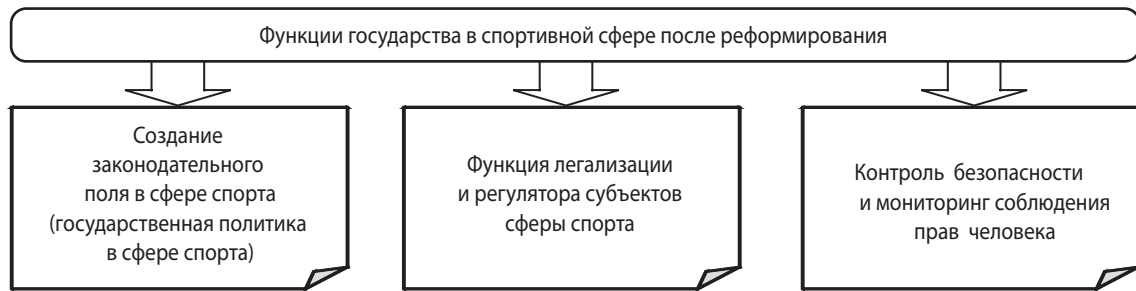 Функции государства в спортивной сфере после реформирования
Создание
законодательного
поля в сфере спорта
(государственная политика
в сфере спорта)
Функция легализации
и регулятора субъектов
сферы спорта
Контроль безопасности
и мониторинг соблюдения
прав человека